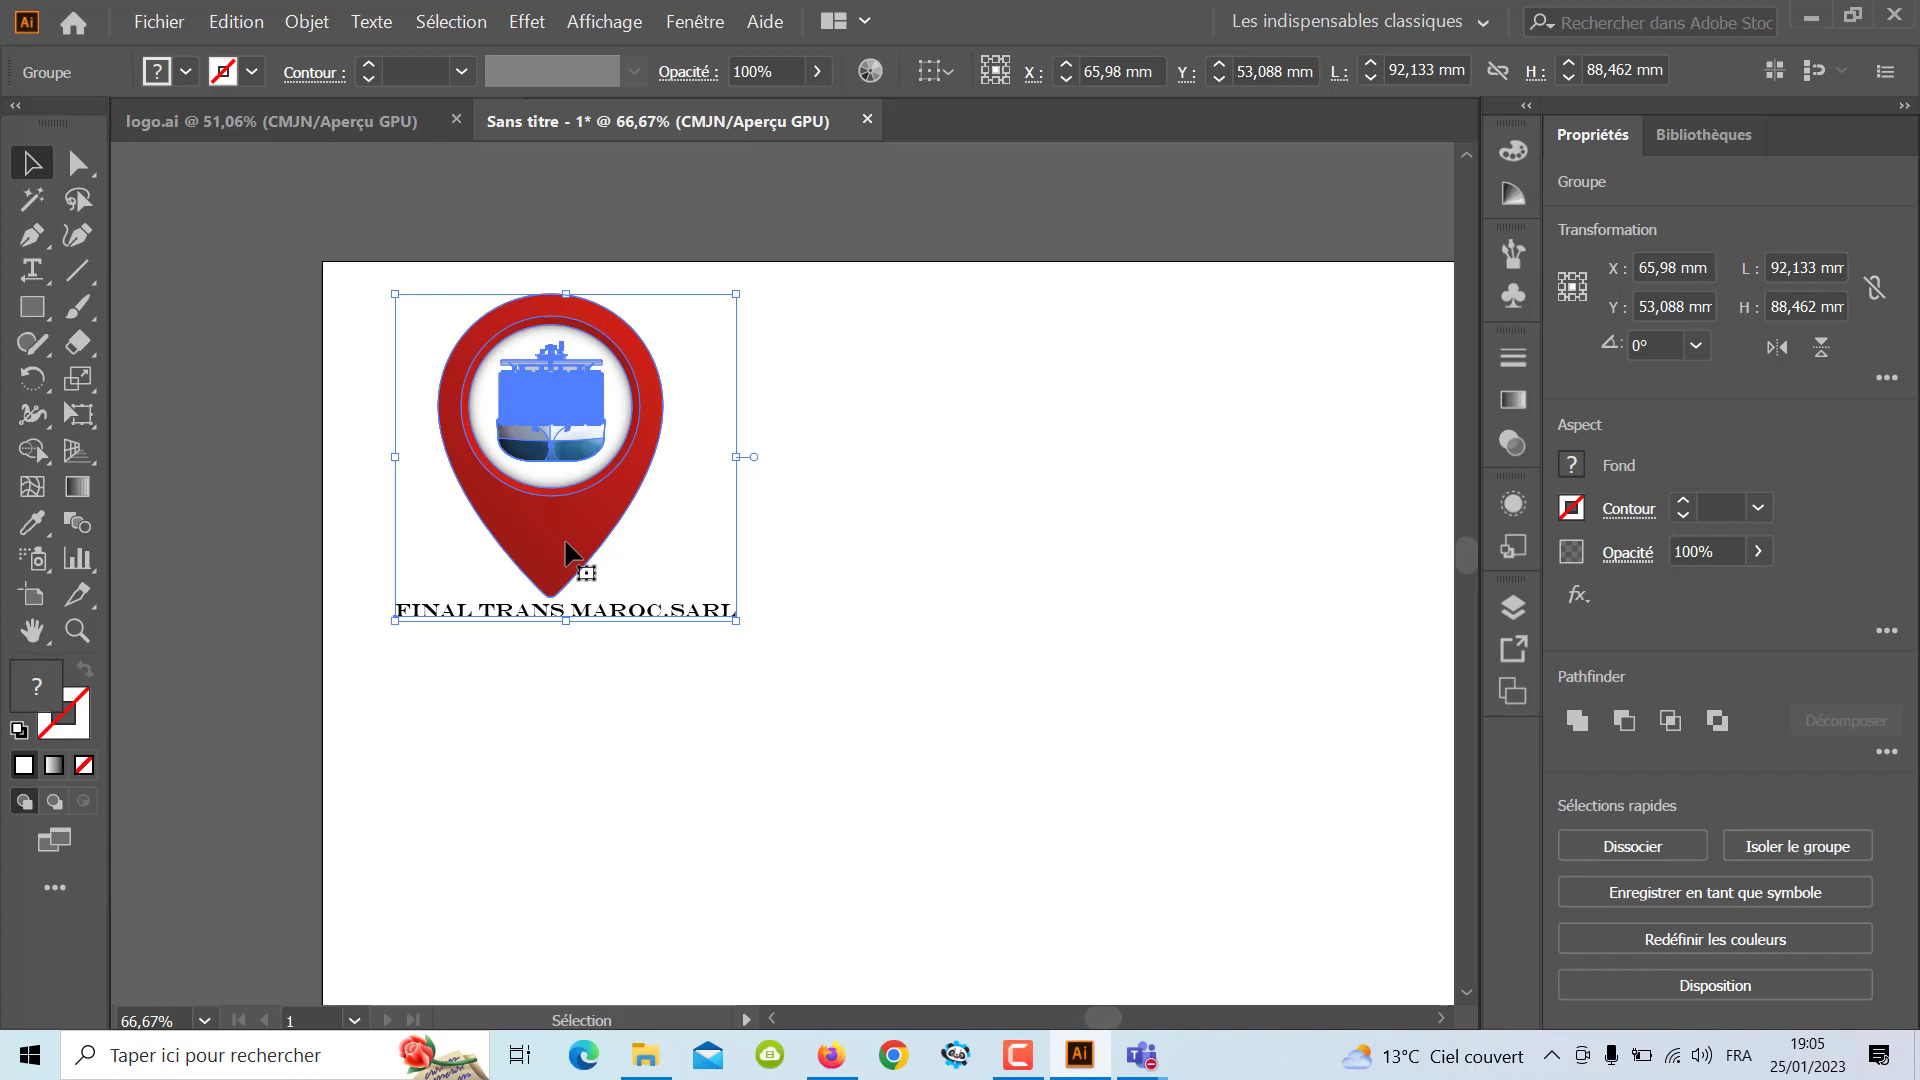 Ai Fichier Edition Objet Texte Sélection Effet Affichage Fenêtre Aide Les indispensables classiques Rechercher dans Adobe Stoc
Groupe ? Contour : Opacité : 100% X : 65,98 mm Y : 53,088 mm L : 92,133 mm H : 88,462 mm
logo.ai @ 51,06% (CMJN/Aperçu GPU) Sans titre - 1* @ 66,67% (CMJN/Aperçu GPU)
Propriétés Bibliothèques
Groupe
Transformation
X : 65,98 mm L : 92,133 mm
Y : 53,088 mm H : 88,462 mm
0°
Aspect
? Fond
Contour
Opacité 100%
fx
FINAL TRANS MAROC.SARL
?
Pathfinder
Décomposer
Sélections rapides
Dissocier Isoler le groupe
Enregistrer en tant que symbole
Redéfinir les couleurs
Disposition
66,67% 1 Sélection
Taper ici pour rechercher Ai 13°C Ciel couvert FRA 19:05
25/01/2023